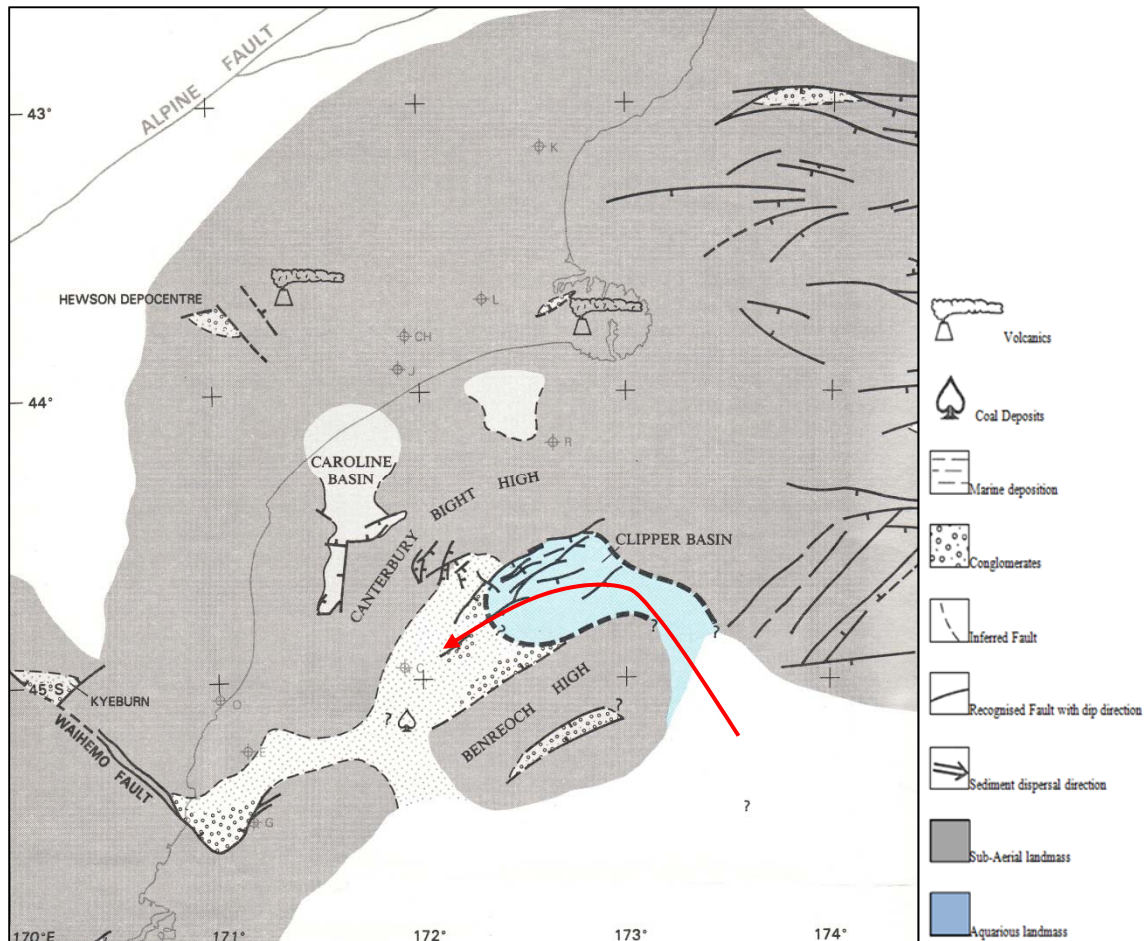 ALPINE FAULT
43°
K
HEWSON DEPOCENTRE
L
CH
J
44°
R
CAROLINE
BASIN
CANTERBURY BIGHT HIGH
CLIPPER BASIN
?
?
?
C
45°S
KYEBURN
O
BENREOCH HIGH
?
?
WAIHEMO FAULT
E
G
?
170°E
171°
172°
173°
174°
Volcanics
Coal Deposits
Marine deposition
Conglomerates
Inferred Fault
Recognised Fault with dip direction
Sediment dispersal direction
Sub-Aerial landmass
Aquarious landmass